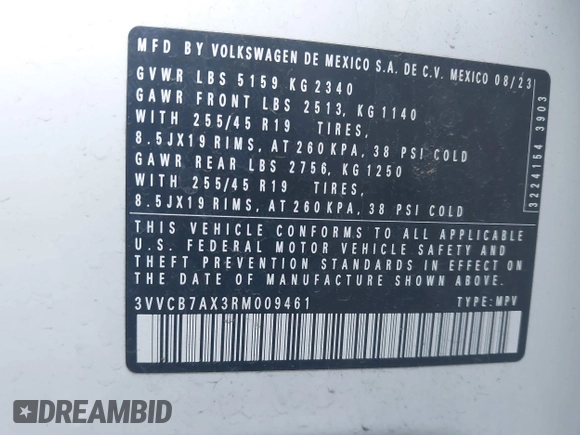 MFD BY VOLKSWAGEN DE MEXICO S.A. DE C.V. MEXICO 08/23
GVWR LBS 5159 KG 2340
GAWR FRONT LBS 2513, KG 1140
WITH 255/45 R19 TIRES,
8.5JX19 RIMS, AT 260 KPA, 38 PSI COLD
GAWR REAR LBS 2756, KG 1250
WITH 255/45 R19 TIRES,
8.5JX19 RIMS, AT 260 KPA, 38 PSI COLD
THIS VEHICLE CONFORMS TO ALL APPLICABLE
U.S. FEDERAL MOTOR VEHICLE SAFETY AND
THEFT PREVENTION STANDARDS IN EFFECT ON
THE DATE OF MANUFACTURE SHOWN ABOVE.
3VVCB7AX3RM009461 TYPE: MPV
3224154 3903
DREAMBID